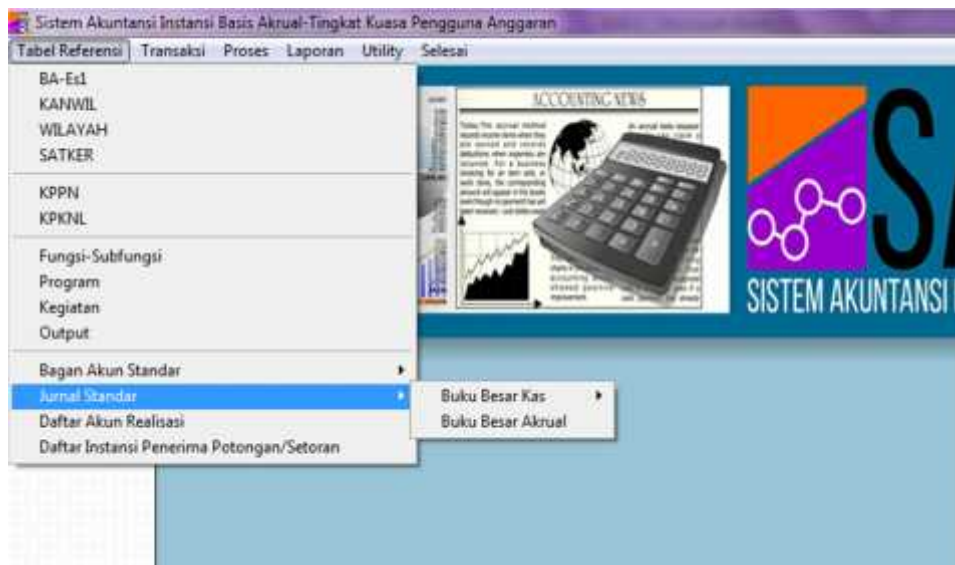 Sistem Akuntansi Instansi Basis Akrual-Tingkat Kuasa Pengguna Anggaran
Tabel Referensi Transaksi Proses Laporan Utility Selesai
BA-Es1
KANWIL
WILAYAH
SATKER
KPPN
KPKNL
Fungsi-Subfungsi
Program
Kegiatan
Output
Bagan Akun Standar
Jurnal Standar
Daftar Akun Realisasi
Daftar Instansi Penerima Potongan/Setoran
Buku Besar Kas
Buku Besar Akrual
ACCOUNTING NEWS
SA
SISTEM AKUNTANSI